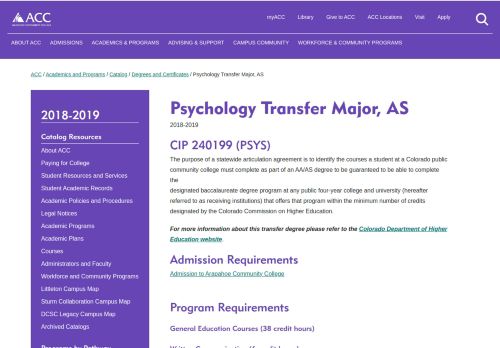 ACC
myACC Library Give to ACC ACC Locations Visit Apply
ABOUT ACC ADMISSIONS ACADEMICS & PROGRAMS ADVISING & SUPPORT CAMPUS COMMUNITY WORKFORCE & COMMUNITY PROGRAMS
ACC / Academics and Programs / Catalog / Degrees and Certificates / Psychology Transfer Major, AS
2018-2019
Catalog Resources
About ACC
Paying for College
Student Resources and Services
Student Academic Records
Academic Policies and Procedures
Legal Notices
Academic Programs
Academic Plans
Courses
Administrators and Faculty
Workforce and Community Programs
Littleton Campus Map
Sturm Collaboration Campus Map
DCSC Legacy Campus Map
Archived Catalogs
Programs by Pathway
Psychology Transfer Major, AS
2018-2019
CIP 240199 (PSYS)
The purpose of a statewide articulation agreement is to identify the courses a student at a Colorado public
community college must complete as part of an AA/AS degree to be guaranteed to be able to complete
the
designated baccalaureate degree program at any public four-year college and university (hereafter
referred to as receiving institutions) that offers that program within the minimum number of credits
designated by the Colorado Commission on Higher Education.
For more information about this transfer degree please refer to the Colorado Department of Higher
Education website.
Admission Requirements
Admission to Arapahoe Community College
Program Requirements
General Education Courses (38 credit hours)